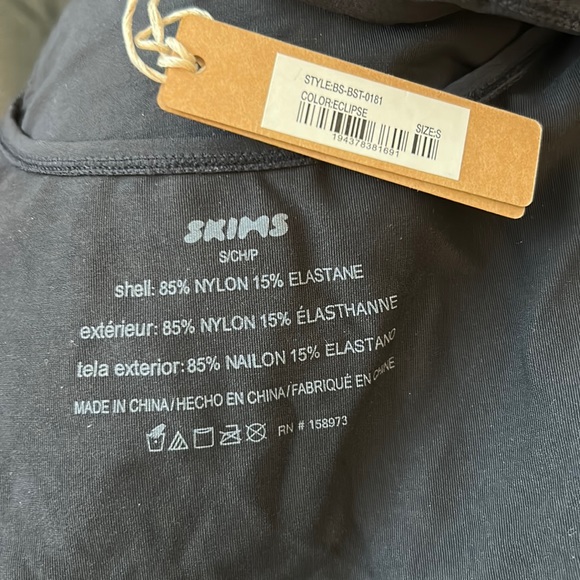 STYLE:BS-BST-0181
COLOR:ECLIPSE
SIZE:S
194378381691
SKIMS
S/CH/P
shell: 85% NYLON 15% ELASTANE
extérieur: 85% NYLON 15% ÉLASTHANNE
tela exterior: 85% NAILON 15% ELASTANO
MADE IN CHINA/HECHO EN CHINA/FABRIQUÉ EN CHINE
RN # 158973